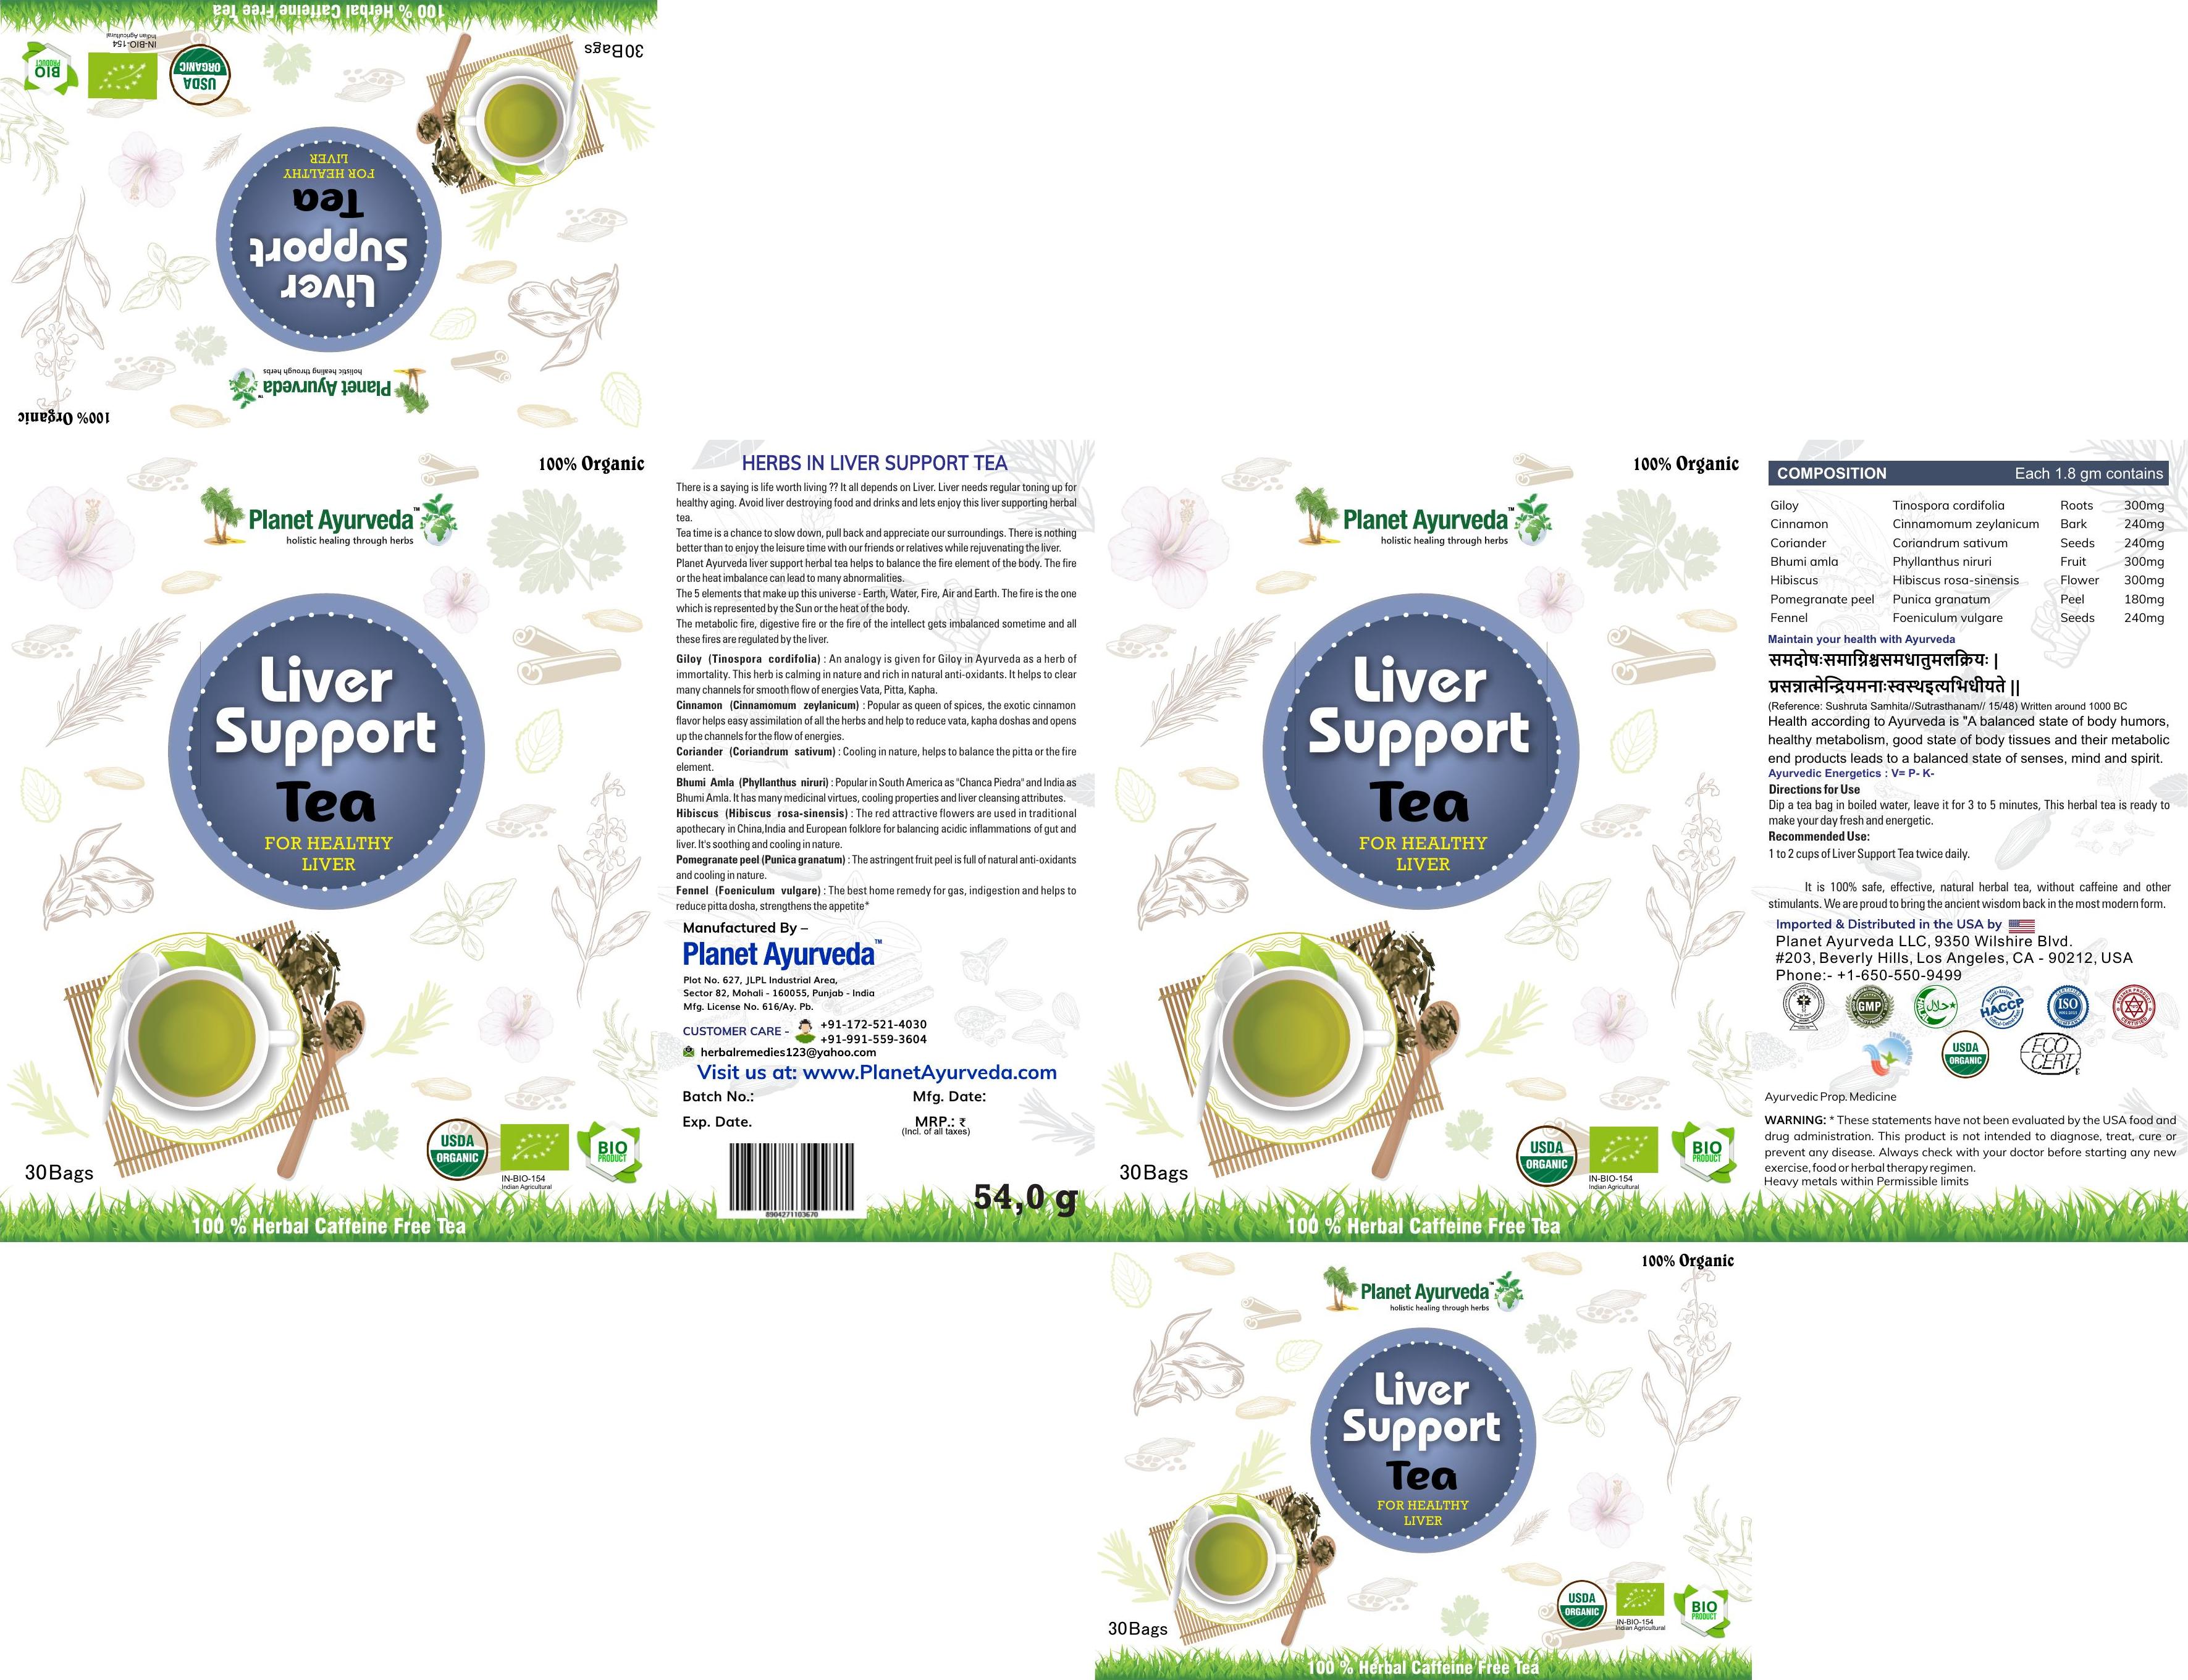 100 % Herbal Caffeine Free Tea
30Bags
BIO
PRODUCT
IN-BIO-154
Indian Agricultural
USDA
ORGANIC
Liver
Support
Tea
FOR HEALTHY
LIVER
Planet Ayurveda™
holistic healing through herbs
100% Organic
100% Organic
Planet Ayurveda™
holistic healing through herbs
Liver
Support
Tea
FOR HEALTHY
LIVER
30Bags
USDA
ORGANIC
IN-BIO-154
Indian Agricultural
BIO
PRODUCT
100 % Herbal Caffeine Free Tea
HERBS IN LIVER SUPPORT TEA
There is a saying is life worth living ?? It all depends on Liver. Liver needs regular toning up for
healthy aging. Avoid liver destroying food and drinks and lets enjoy this liver supporting herbal
tea.
Tea time is a chance to slow down, pull back and appreciate our surroundings. There is nothing
better than to enjoy the leisure time with our friends or relatives while rejuvenating the liver.
Planet Ayurveda liver support herbal tea helps to balance the fire element of the body. The fire
or the heat imbalance can lead to many abnormalities.
The 5 elements that make up this universe - Earth, Water, Fire, Air and Earth. The fire is the one
which is represented by the Sun or the heat of the body.
The metabolic fire, digestive fire or the fire of the intellect gets imbalanced sometime and all
these fires are regulated by the liver.
Giloy (Tinospora cordifolia) : An analogy is given for Giloy in Ayurveda as a herb of
immortality. This herb is calming in nature and rich in natural anti-oxidants. It helps to clear
many channels for smooth flow of energies Vata, Pitta, Kapha.
Cinnamon (Cinnamomum zeylanicum) : Popular as queen of spices, the exotic cinnamon
flavor helps easy assimilation of all the herbs and help to reduce vata, kapha doshas and opens
up the channels for the flow of energies.
Coriander (Coriandrum sativum) : Cooling in nature, helps to balance the pitta or the fire
element.
Bhumi Amla (Phyllanthus niruri) : Popular in South America as "Chanca Piedra" and India as
Bhumi Amla. It has many medicinal virtues, cooling properties and liver cleansing attributes.
Hibiscus (Hibiscus rosa-sinensis) : The red attractive flowers are used in traditional
apothecary in China,India and European folklore for balancing acidic inflammations of gut and
liver. It's soothing and cooling in nature.
Pomegranate peel (Punica granatum) : The astringent fruit peel is full of natural anti-oxidants
and cooling in nature.
Fennel (Foeniculum vulgare) : The best home remedy for gas, indigestion and helps to
reduce pitta dosha, strengthens the appetite*
Manufactured By –
Planet Ayurveda™
Plot No. 627, JLPL Industrial Area,
Sector 82, Mohali - 160055, Punjab - India
Mfg. License No. 616/Ay. Pb.
CUSTOMER CARE - +91-172-521-4030
+91-991-559-3604
herbalremedies123@yahoo.com
Visit us at: www.PlanetAyurveda.com
Batch No.: Mfg. Date:
Exp. Date. MRP.: ₹
(Incl. of all taxes)
8904271103670
54,0 g
100% Organic
Planet Ayurveda™
holistic healing through herbs
Liver
Support
Tea
FOR HEALTHY
LIVER
30Bags
USDA
ORGANIC
IN-BIO-154
Indian Agricultural
BIO
PRODUCT
100 % Herbal Caffeine Free Tea
COMPOSITION Each 1.8 gm contains
Giloy Tinospora cordifolia Roots 300mg
Cinnamon Cinnamomum zeylanicum Bark 240mg
Coriander Coriandrum sativum Seeds 240mg
Bhumi amla Phyllanthus niruri Fruit 300mg
Hibiscus Hibiscus rosa-sinensis Flower 300mg
Pomegranate peel Punica granatum Peel 180mg
Fennel Foeniculum vulgare Seeds 240mg
Maintain your health with Ayurveda
समदोषःसमाग्निश्चसमधातुमलक्रियः |
प्रसन्नात्मेन्द्रियमनाःस्वस्थइत्यभिधीयते ||
(Reference: Sushruta Samhita//Sutrasthanam// 15/48) Written around 1000 BC
Health according to Ayurveda is "A balanced state of body humors,
healthy metabolism, good state of body tissues and their metabolic
end products leads to a balanced state of senses, mind and spirit.
Ayurvedic Energetics : V= P- K-
Directions for Use
Dip a tea bag in boiled water, leave it for 3 to 5 minutes, This herbal tea is ready to
make your day fresh and energetic.
Recommended Use:
1 to 2 cups of Liver Support Tea twice daily.
It is 100% safe, effective, natural herbal tea, without caffeine and other
stimulants. We are proud to bring the ancient wisdom back in the most modern form.
Imported & Distributed in the USA by
Planet Ayurveda LLC, 9350 Wilshire Blvd.
#203, Beverly Hills, Los Angeles, CA - 90212, USA
Phone:- +1-650-550-9499
GMP
HACCP
ISO
USDA
ORGANIC
ECO
CERT
Ayurvedic Prop. Medicine
WARNING: * These statements have not been evaluated by the USA food and
drug administration. This product is not intended to diagnose, treat, cure or
prevent any disease. Always check with your doctor before starting any new
exercise, food or herbal therapy regimen.
Heavy metals within Permissible limits
100% Organic
Planet Ayurveda™
holistic healing through herbs
Liver
Support
Tea
FOR HEALTHY
LIVER
30Bags
USDA
ORGANIC
IN-BIO-154
Indian Agricultural
BIO
PRODUCT
100 % Herbal Caffeine Free Tea